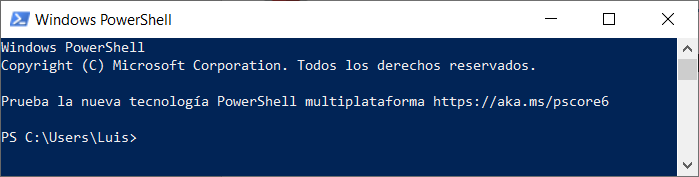 Windows PowerShell
Windows PowerShell
Copyright (C) Microsoft Corporation. Todos los derechos reservados.
Prueba la nueva tecnología PowerShell multiplataforma https://aka.ms/pscore6
PS C:\Users\Luis>